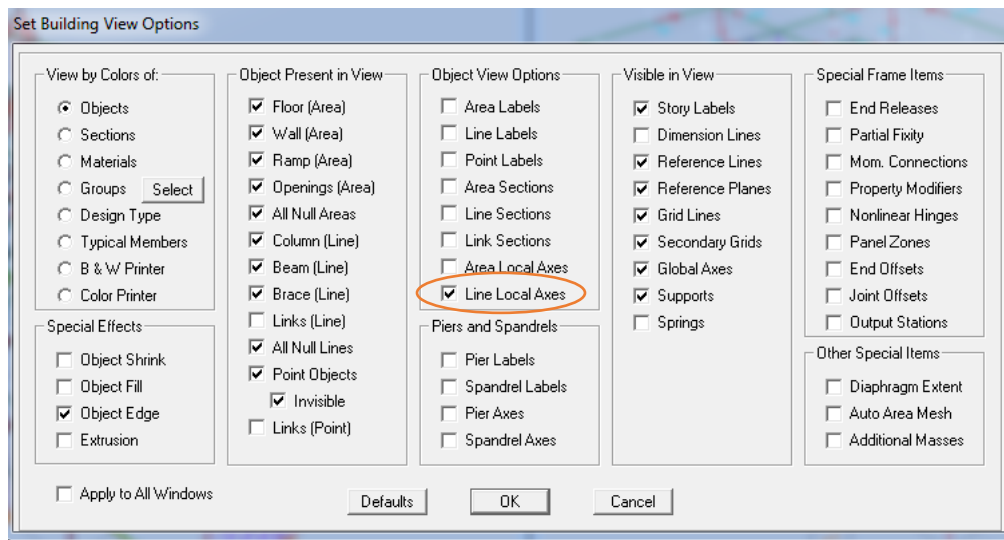 Set Building View Options
View by Colors of:
Objects
Sections
Materials
Groups Select
Design Type
Typical Members
B & W Printer
Color Printer
Special Effects
Object Shrink
Object Fill
Object Edge
Extrusion
Apply to All Windows
Object Present in View
Floor (Area)
Wall (Area)
Ramp (Area)
Openings (Area)
All Null Areas
Column (Line)
Beam (Line)
Brace (Line)
Links (Line)
All Null Lines
Point Objects
Invisible
Links (Point)
Object View Options
Area Labels
Line Labels
Point Labels
Area Sections
Line Sections
Link Sections
Area Local Axes
Line Local Axes
Piers and Spandrels
Pier Labels
Spandrel Labels
Pier Axes
Spandrel Axes
Visible in View
Story Labels
Dimension Lines
Reference Lines
Reference Planes
Grid Lines
Secondary Grids
Global Axes
Supports
Springs
Special Frame Items
End Releases
Partial Fixity
Mom. Connections
Property Modifiers
Nonlinear Hinges
Panel Zones
End Offsets
Joint Offsets
Output Stations
Other Special Items
Diaphragm Extent
Auto Area Mesh
Additional Masses
Defaults
OK
Cancel